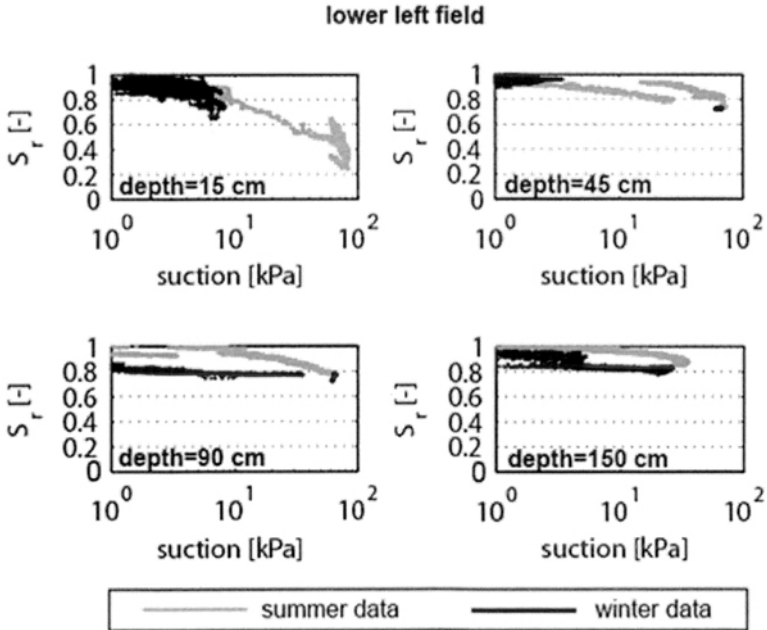 lower left field
1
0.8
0.6
0.4
0.2
0
S_r [-]
depth=15 cm
10^0 10^1 10^2
suction [kPa]
1
0.8
0.6
0.4
0.2
0
S_r [-]
depth=45 cm
10^0 10^1 10^2
suction [kPa]
1
0.8
0.6
0.4
0.2
0
S_r [-]
depth=90 cm
10^0 10^1 10^2
suction [kPa]
1
0.8
0.6
0.4
0.2
0
S_r [-]
depth=150 cm
10^0 10^1 10^2
suction [kPa]
summer data winter data